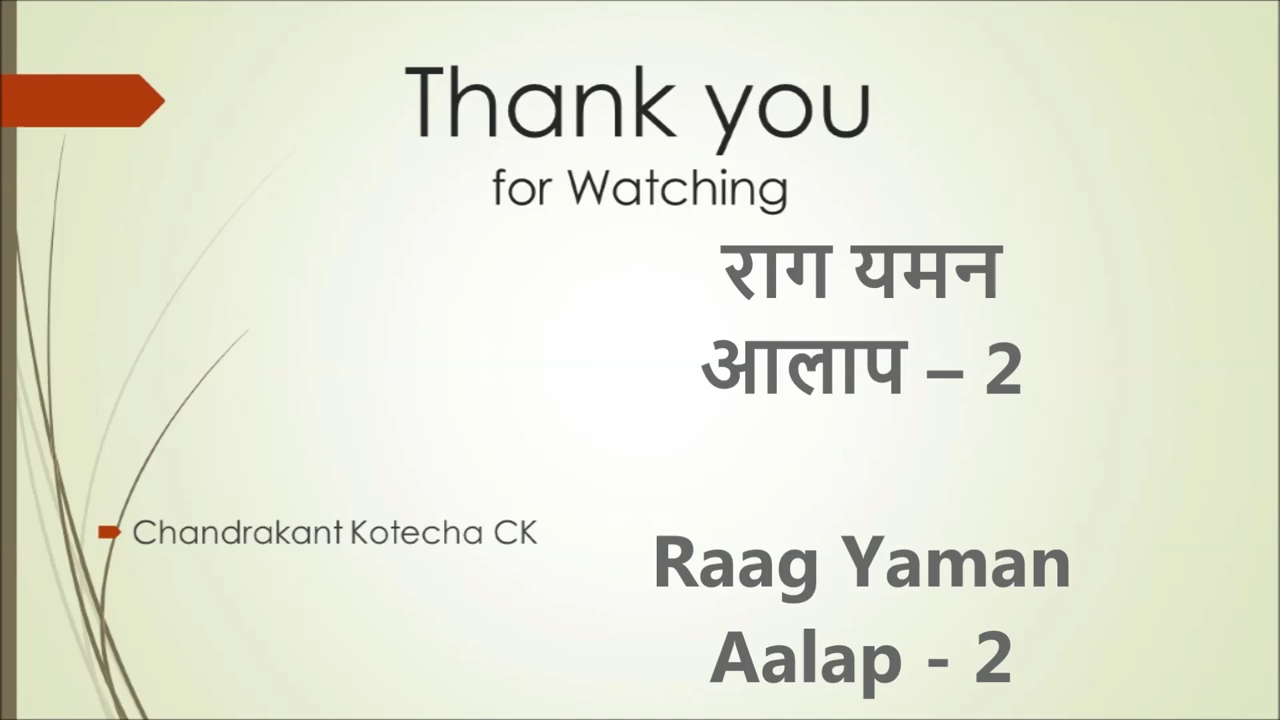 Thank you
for Watching
राग यमन
आलाप – 2
Chandrakant Kotecha CK
Raag Yaman
Aalap - 2